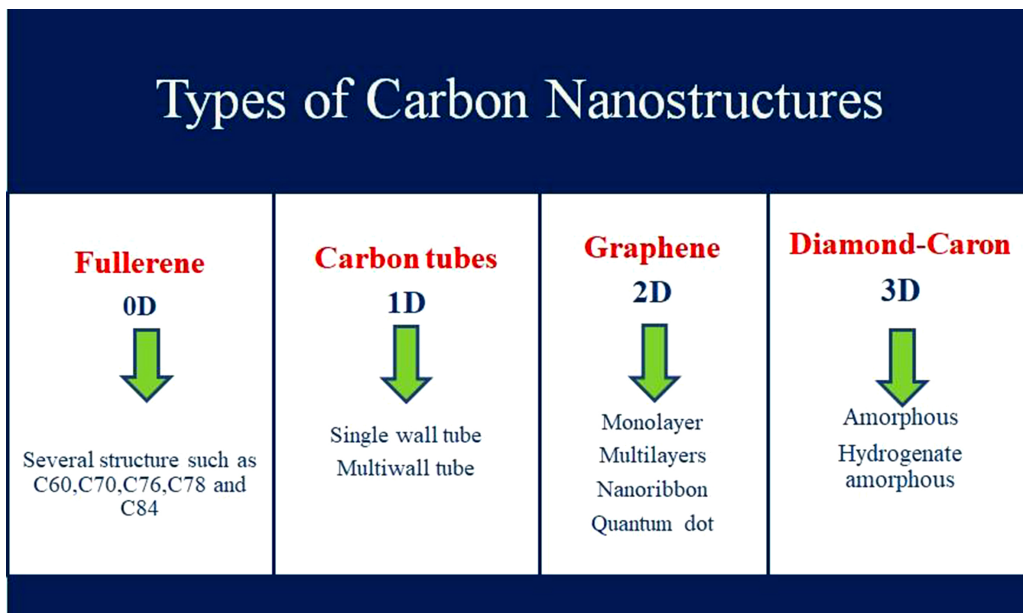 Types of Carbon Nanostructures
Fullerene
0D
Several structure such as
C60,C70,C76,C78 and
C84
Carbon tubes
1D
Single wall tube
Multiwall tube
Graphene
2D
Monolayer
Multilayers
Nanoribbon
Quantum dot
Diamond-Caron
3D
Amorphous
Hydrogenate
amorphous